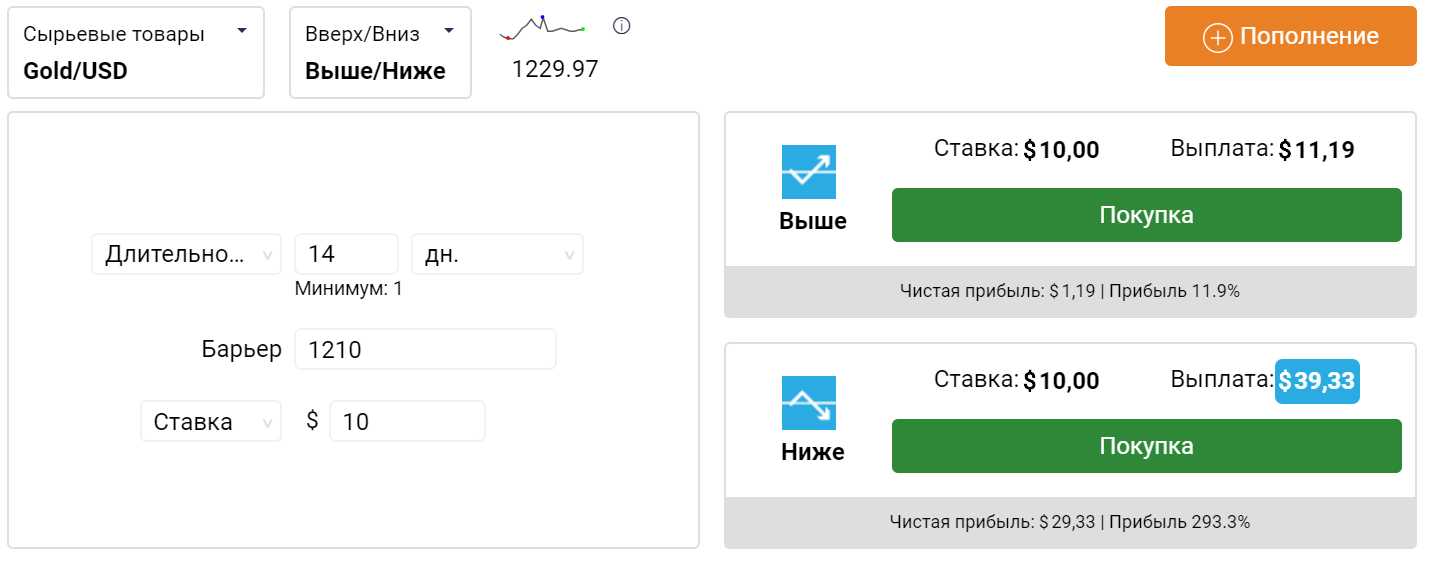 Сырьевые товары
Gold/USD
Вверх/Вниз
Выше/Ниже
1229.97
Пополнение
Длительно... 14 дн.
Минимум: 1
Барьер 1210
Ставка $ 10
Ставка: $10,00 Выплата: $11,19
Выше
Покупка
Чистая прибыль: $1,19 | Прибыль 11.9%
Ставка: $10,00 Выплата: $39,33
Ниже
Покупка
Чистая прибыль: $29,33 | Прибыль 293.3%